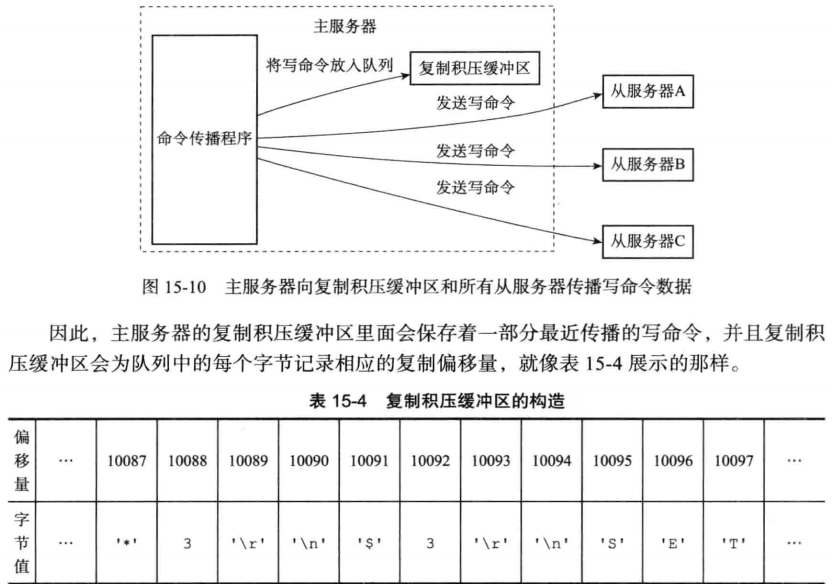 主服务器
将写命令放入队列
复制积压缓冲区
发送写命令
从服务器A
命令传播程序
发送写命令
从服务器B
发送写命令
从服务器C
图 15-10 主服务器向复制积压缓冲区和所有从服务器传播写命令数据
因此，主服务器的复制积压缓冲区里面会保存着一部分最近传播的写命令，并且复制积
压缓冲区会为队列中的每个字节记录相应的复制偏移量，就像表 15-4 展示的那样。
表 15-4 复制积压缓冲区的构造
偏移量 … 10087 10088 10089 10090 10091 10092 10093 10094 10095 10096 10097 …
字节值 … '*' 3 '\r' '\n' '$' 3 '\r' '\n' 'S' 'E' 'T' …